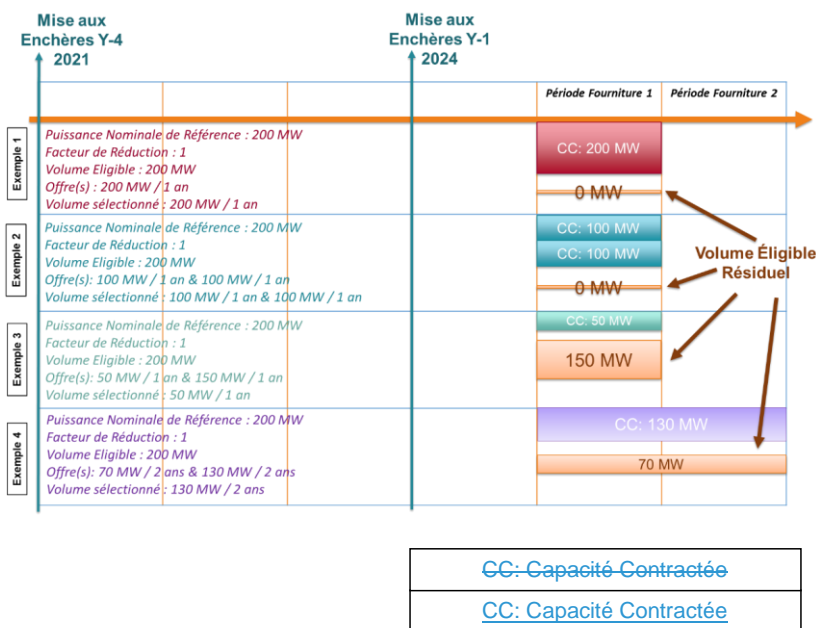 Mise aux
Enchères Y-4
2021
Mise aux
Enchères Y-1
2024
Période Fourniture 1
Période Fourniture 2
Exemple 1
Puissance Nominale de Référence : 200 MW
Facteur de Réduction : 1
Volume Eligible : 200 MW
Offre(s) : 200 MW / 1 an
Volume sélectionné : 200 MW / 1 an
CC: 200 MW
0 MW
Exemple 2
Puissance Nominale de Référence : 200 MW
Facteur de Réduction : 1
Volume Eligible : 200 MW
Offre(s): 100 MW / 1 an & 100 MW / 1 an
Volume sélectionné : 100 MW / 1 an & 100 MW / 1 an
CC: 100 MW
CC: 100 MW
0 MW
Volume Éligible
Résiduel
Exemple 3
Puissance Nominale de Référence : 200 MW
Facteur de Réduction : 1
Volume Eligible : 200 MW
Offre(s): 50 MW / 1 an & 150 MW / 1 an
Volume sélectionné : 50 MW / 1 an
CC: 50 MW
150 MW
Exemple 4
Puissance Nominale de Référence : 200 MW
Facteur de Réduction : 1
Volume Eligible : 200 MW
Offre(s): 70 MW / 2 ans & 130 MW / 2 ans
Volume sélectionné : 130 MW / 2 ans
CC: 130 MW
70 MW
CC: Capacité Contractée
CC: Capacité Contractée